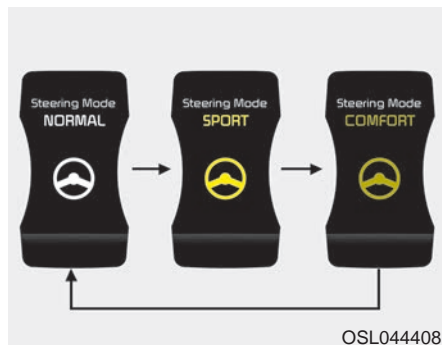 Steering Mode
NORMAL
Steering Mode
SPORT
Steering Mode
COMFORT
OSL044408